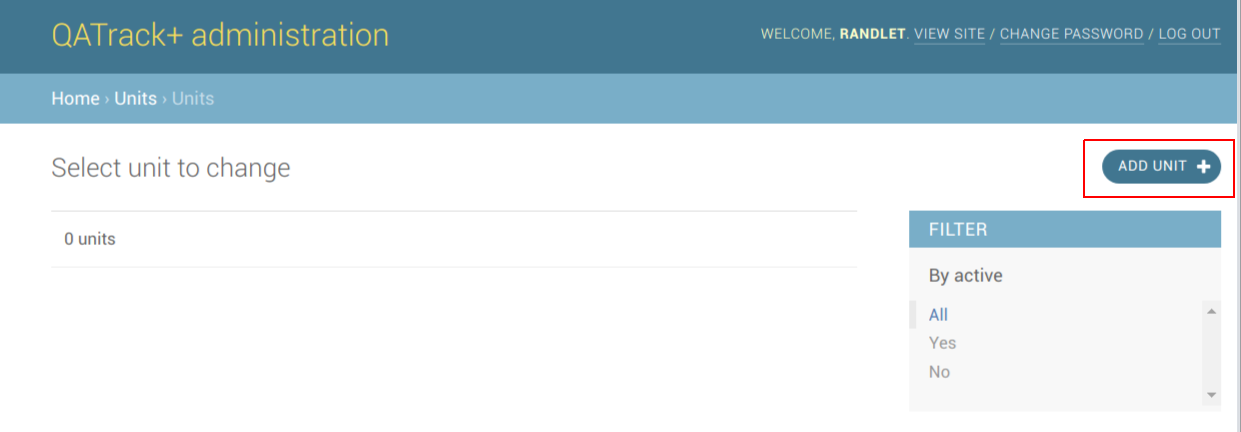 QATrack+ administration
WELCOME, RANDLET. VIEW SITE / CHANGE PASSWORD / LOG OUT
Home › Units › Units
Select unit to change
ADD UNIT +
0 units
FILTER
By active
All
Yes
No